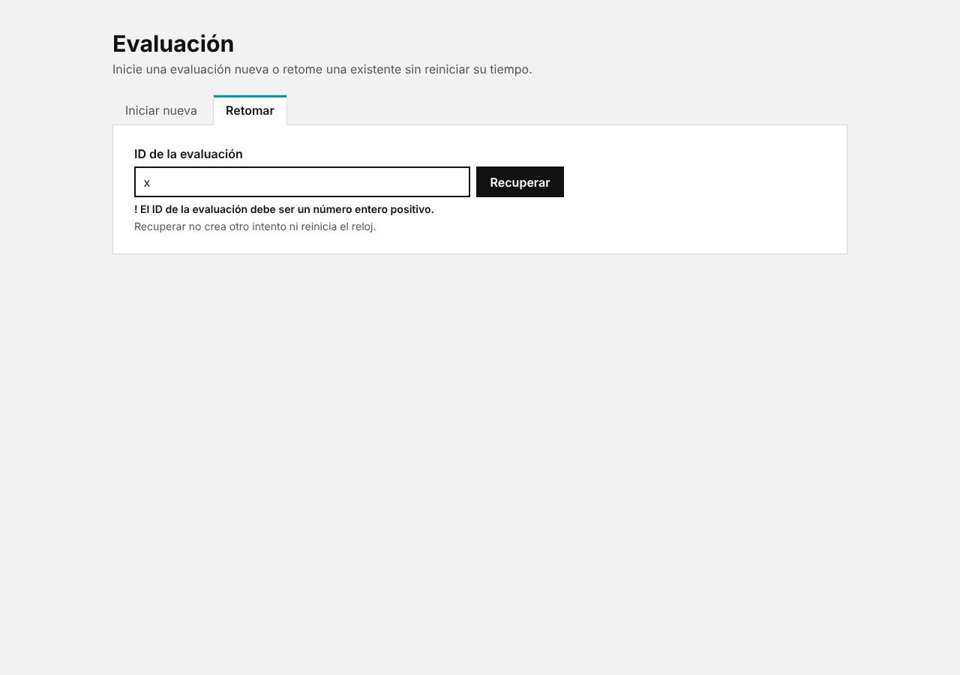 Evaluación
Inicie una evaluación nueva o retome una existente sin reiniciar su tiempo.
Iniciar nueva
Retomar
ID de la evaluación
x
Recuperar
! El ID de la evaluación debe ser un número entero positivo.
Recuperar no crea otro intento ni reinicia el reloj.